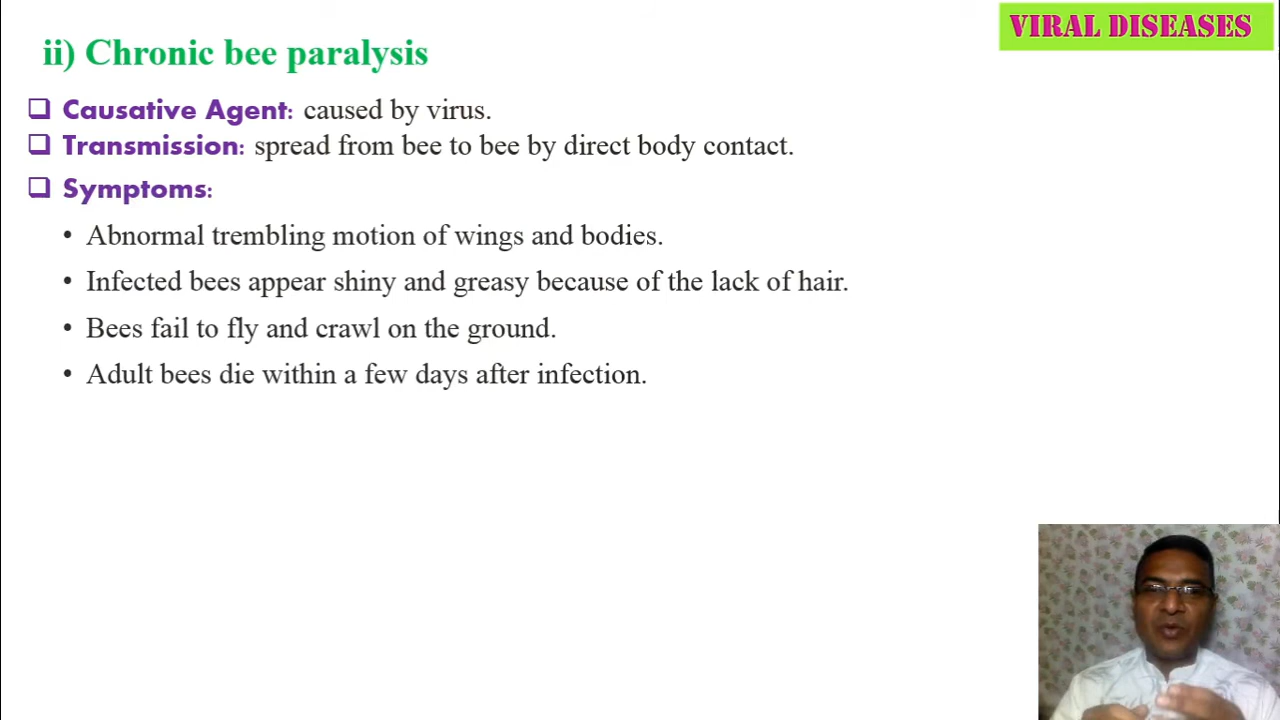 VIRAL DISEASES
ii) Chronic bee paralysis
Causative Agent: caused by virus.
Transmission: spread from bee to bee by direct body contact.
Symptoms:
• Abnormal trembling motion of wings and bodies.
• Infected bees appear shiny and greasy because of the lack of hair.
• Bees fail to fly and crawl on the ground.
• Adult bees die within a few days after infection.